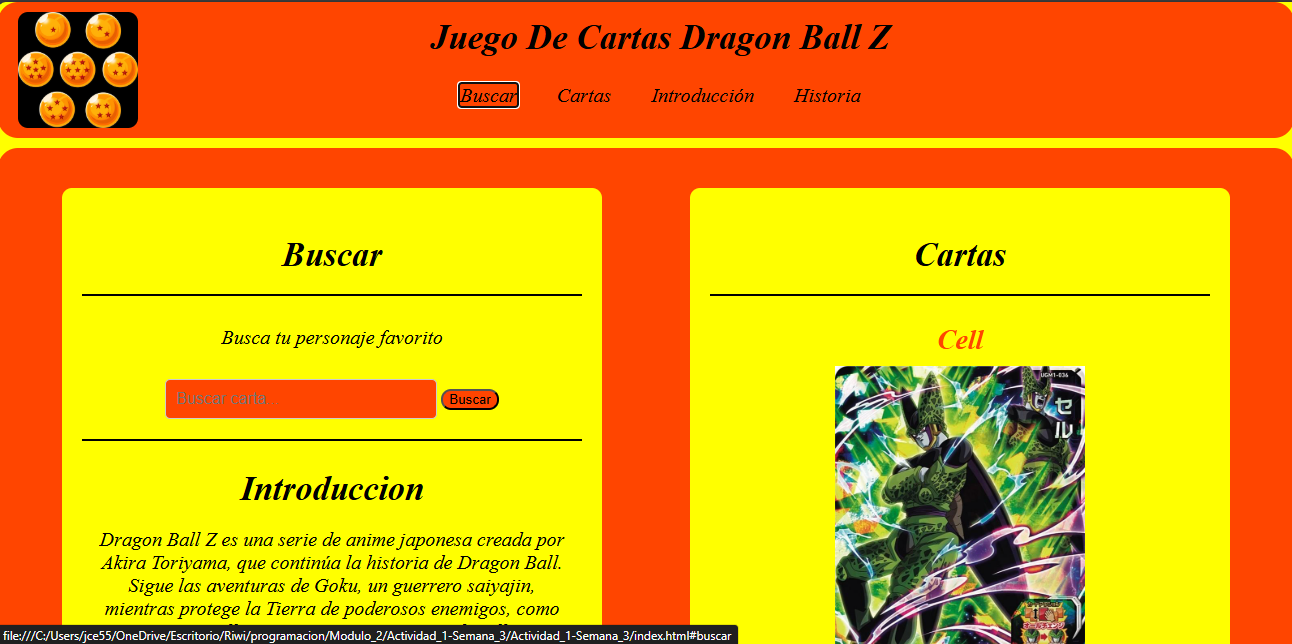 Juego De Cartas Dragon Ball Z
Buscar
Cartas
Introducción
Historia
Buscar
Busca tu personaje favorito
Buscar carta
Buscar
Introduccion
Dragon Ball Z es una serie de anime japonesa creada por
Akira Toriyama, que continúa la historia de Dragon Ball.
Sigue las aventuras de Goku, un guerrero saiyajin,
mientras protege la Tierra de poderosos enemigos, como
Cartas
Cell
UGM1-036
セル
file:///C:/Users/jce55/OneDrive/Escritorio/Riwi/programacion/Modulo_2/Actividad_1-Semana_3/Actividad_1-Semana_3/index.html#buscar